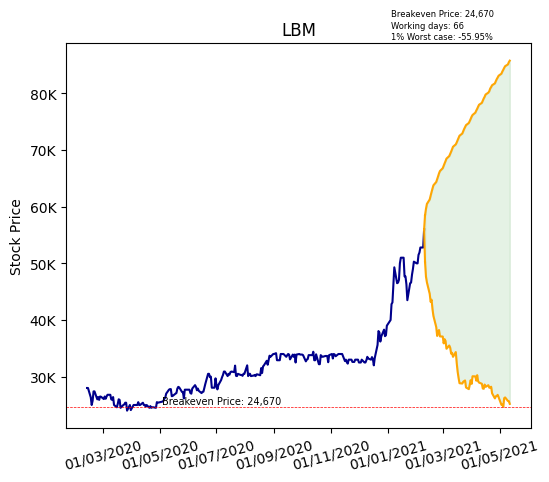 Breakeven Price: 24,670
Working days: 66
1% Worst case: -55.95%
LBM
Stock Price
80K
70K
60K
50K
40K
30K
Breakeven Price: 24,670
01/03/2020
01/05/2020
01/07/2020
01/09/2020
01/11/2020
01/01/2021
01/03/2021
01/05/2021